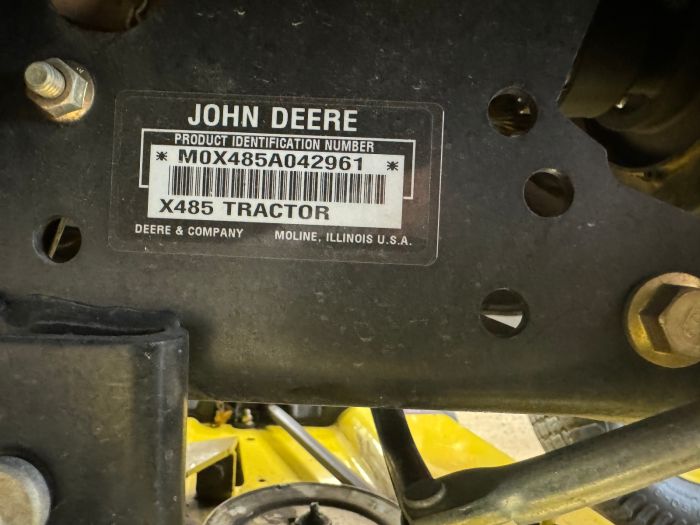 JOHN DEERE
PRODUCT IDENTIFICATION NUMBER
* M0X485A042961 *
X485 TRACTOR
DEERE & COMPANY MOLINE, ILLINOIS U.S.A.